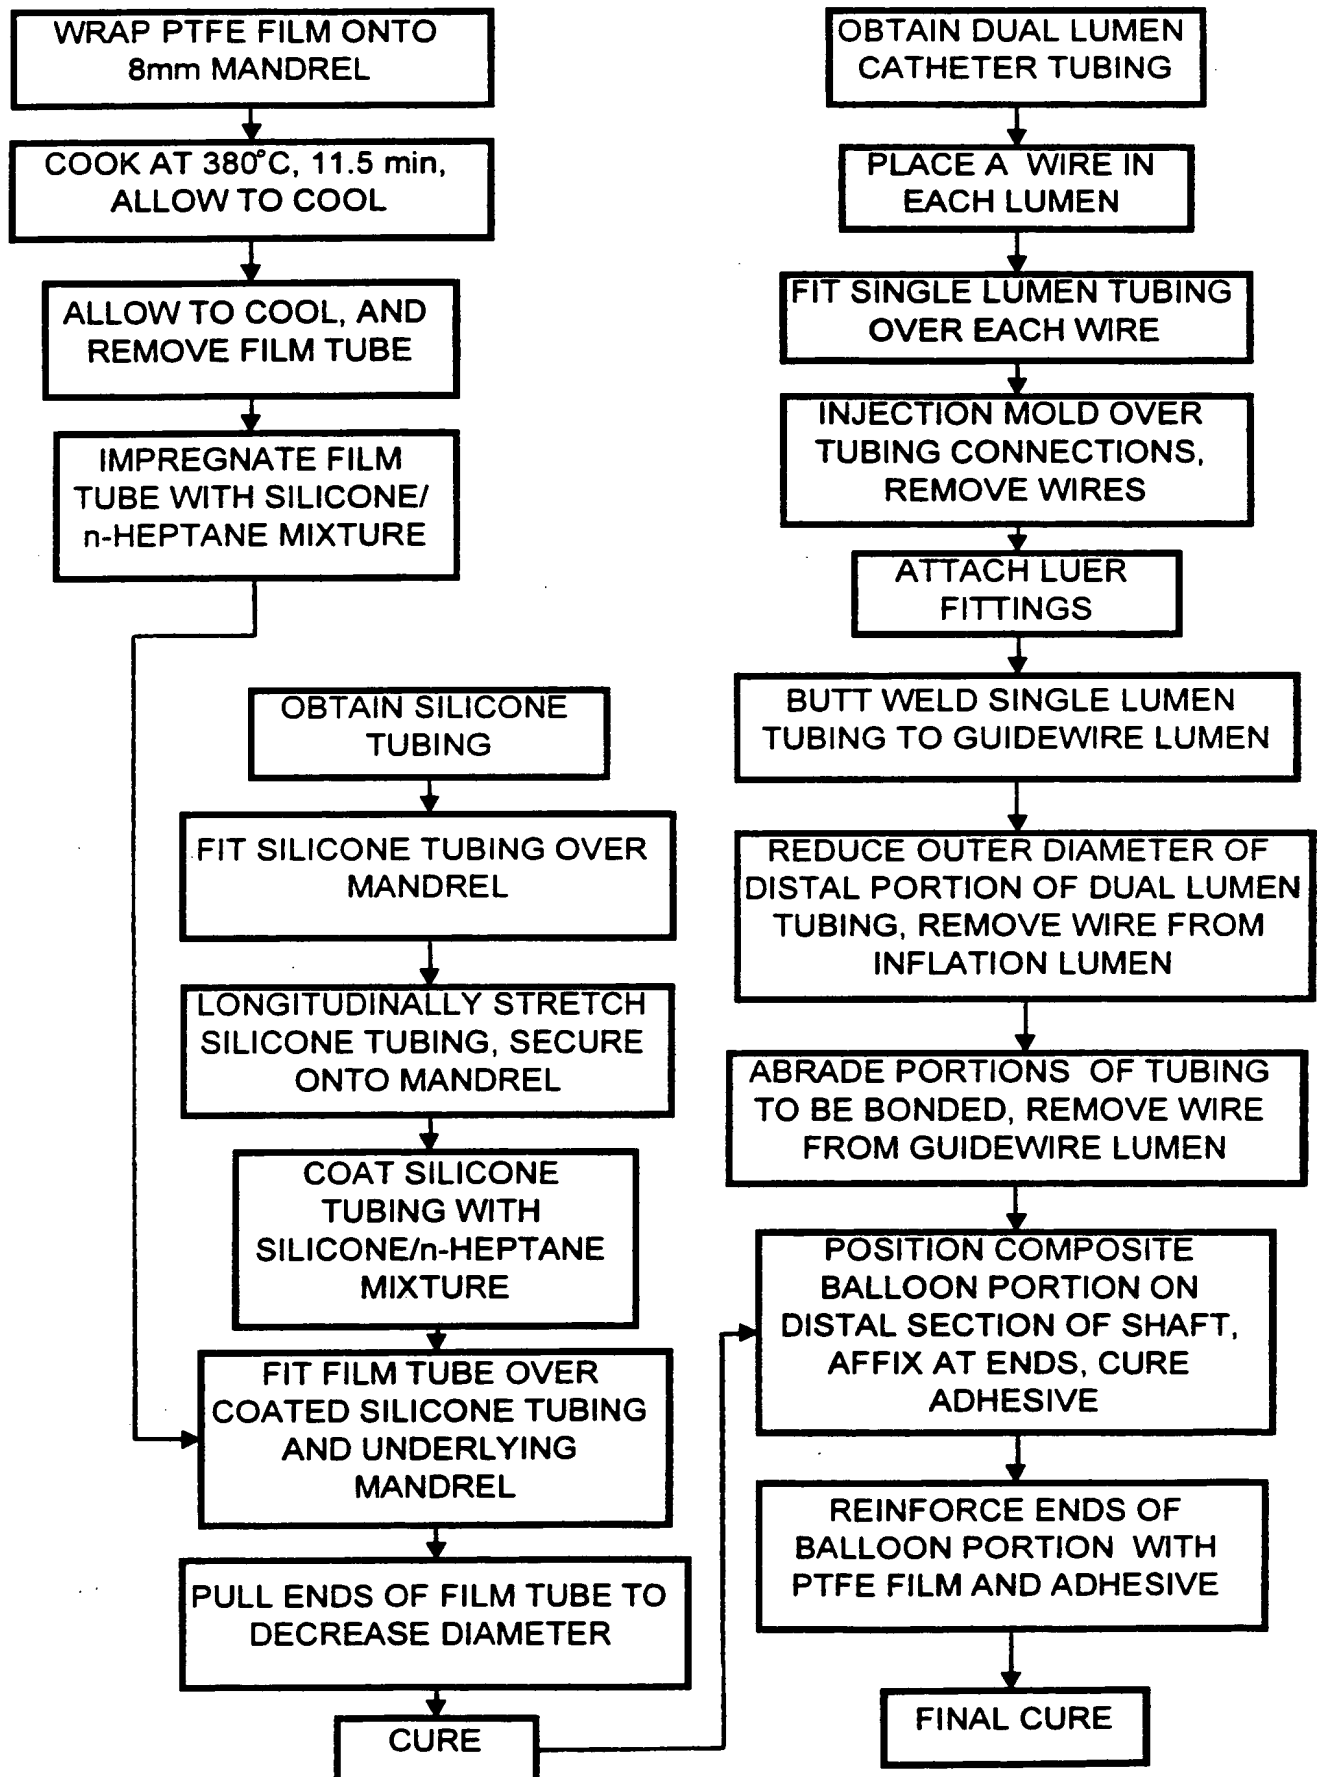 WRAP PTFE FILM ONTO
8mm MANDREL
COOK AT 380°C, 11.5 min,
ALLOW TO COOL
ALLOW TO COOL, AND
REMOVE FILM TUBE
IMPREGNATE FILM
TUBE WITH SILICONE/
n-HEPTANE MIXTURE
OBTAIN SILICONE
TUBING
FIT SILICONE TUBING OVER
MANDREL
LONGITUDINALLY STRETCH
SILICONE TUBING, SECURE
ONTO MANDREL
COAT SILICONE
TUBING WITH
SILICONE/n-HEPTANE
MIXTURE
FIT FILM TUBE OVER
COATED SILICONE TUBING
AND UNDERLYING
MANDREL
PULL ENDS OF FILM TUBE TO
DECREASE DIAMETER
CURE
OBTAIN DUAL LUMEN
CATHETER TUBING
PLACE A WIRE IN
EACH LUMEN
FIT SINGLE LUMEN TUBING
OVER EACH WIRE
INJECTION MOLD OVER
TUBING CONNECTIONS,
REMOVE WIRES
ATTACH LUER
FITTINGS
BUTT WELD SINGLE LUMEN
TUBING TO GUIDEWIRE LUMEN
REDUCE OUTER DIAMETER OF
DISTAL PORTION OF DUAL LUMEN
TUBING, REMOVE WIRE FROM
INFLATION LUMEN
ABRADE PORTIONS OF TUBING
TO BE BONDED, REMOVE WIRE
FROM GUIDEWIRE LUMEN
POSITION COMPOSITE
BALLOON PORTION ON
DISTAL SECTION OF SHAFT,
AFFIX AT ENDS, CURE
ADHESIVE
REINFORCE ENDS OF
BALLOON PORTION WITH
PTFE FILM AND ADHESIVE
FINAL CURE